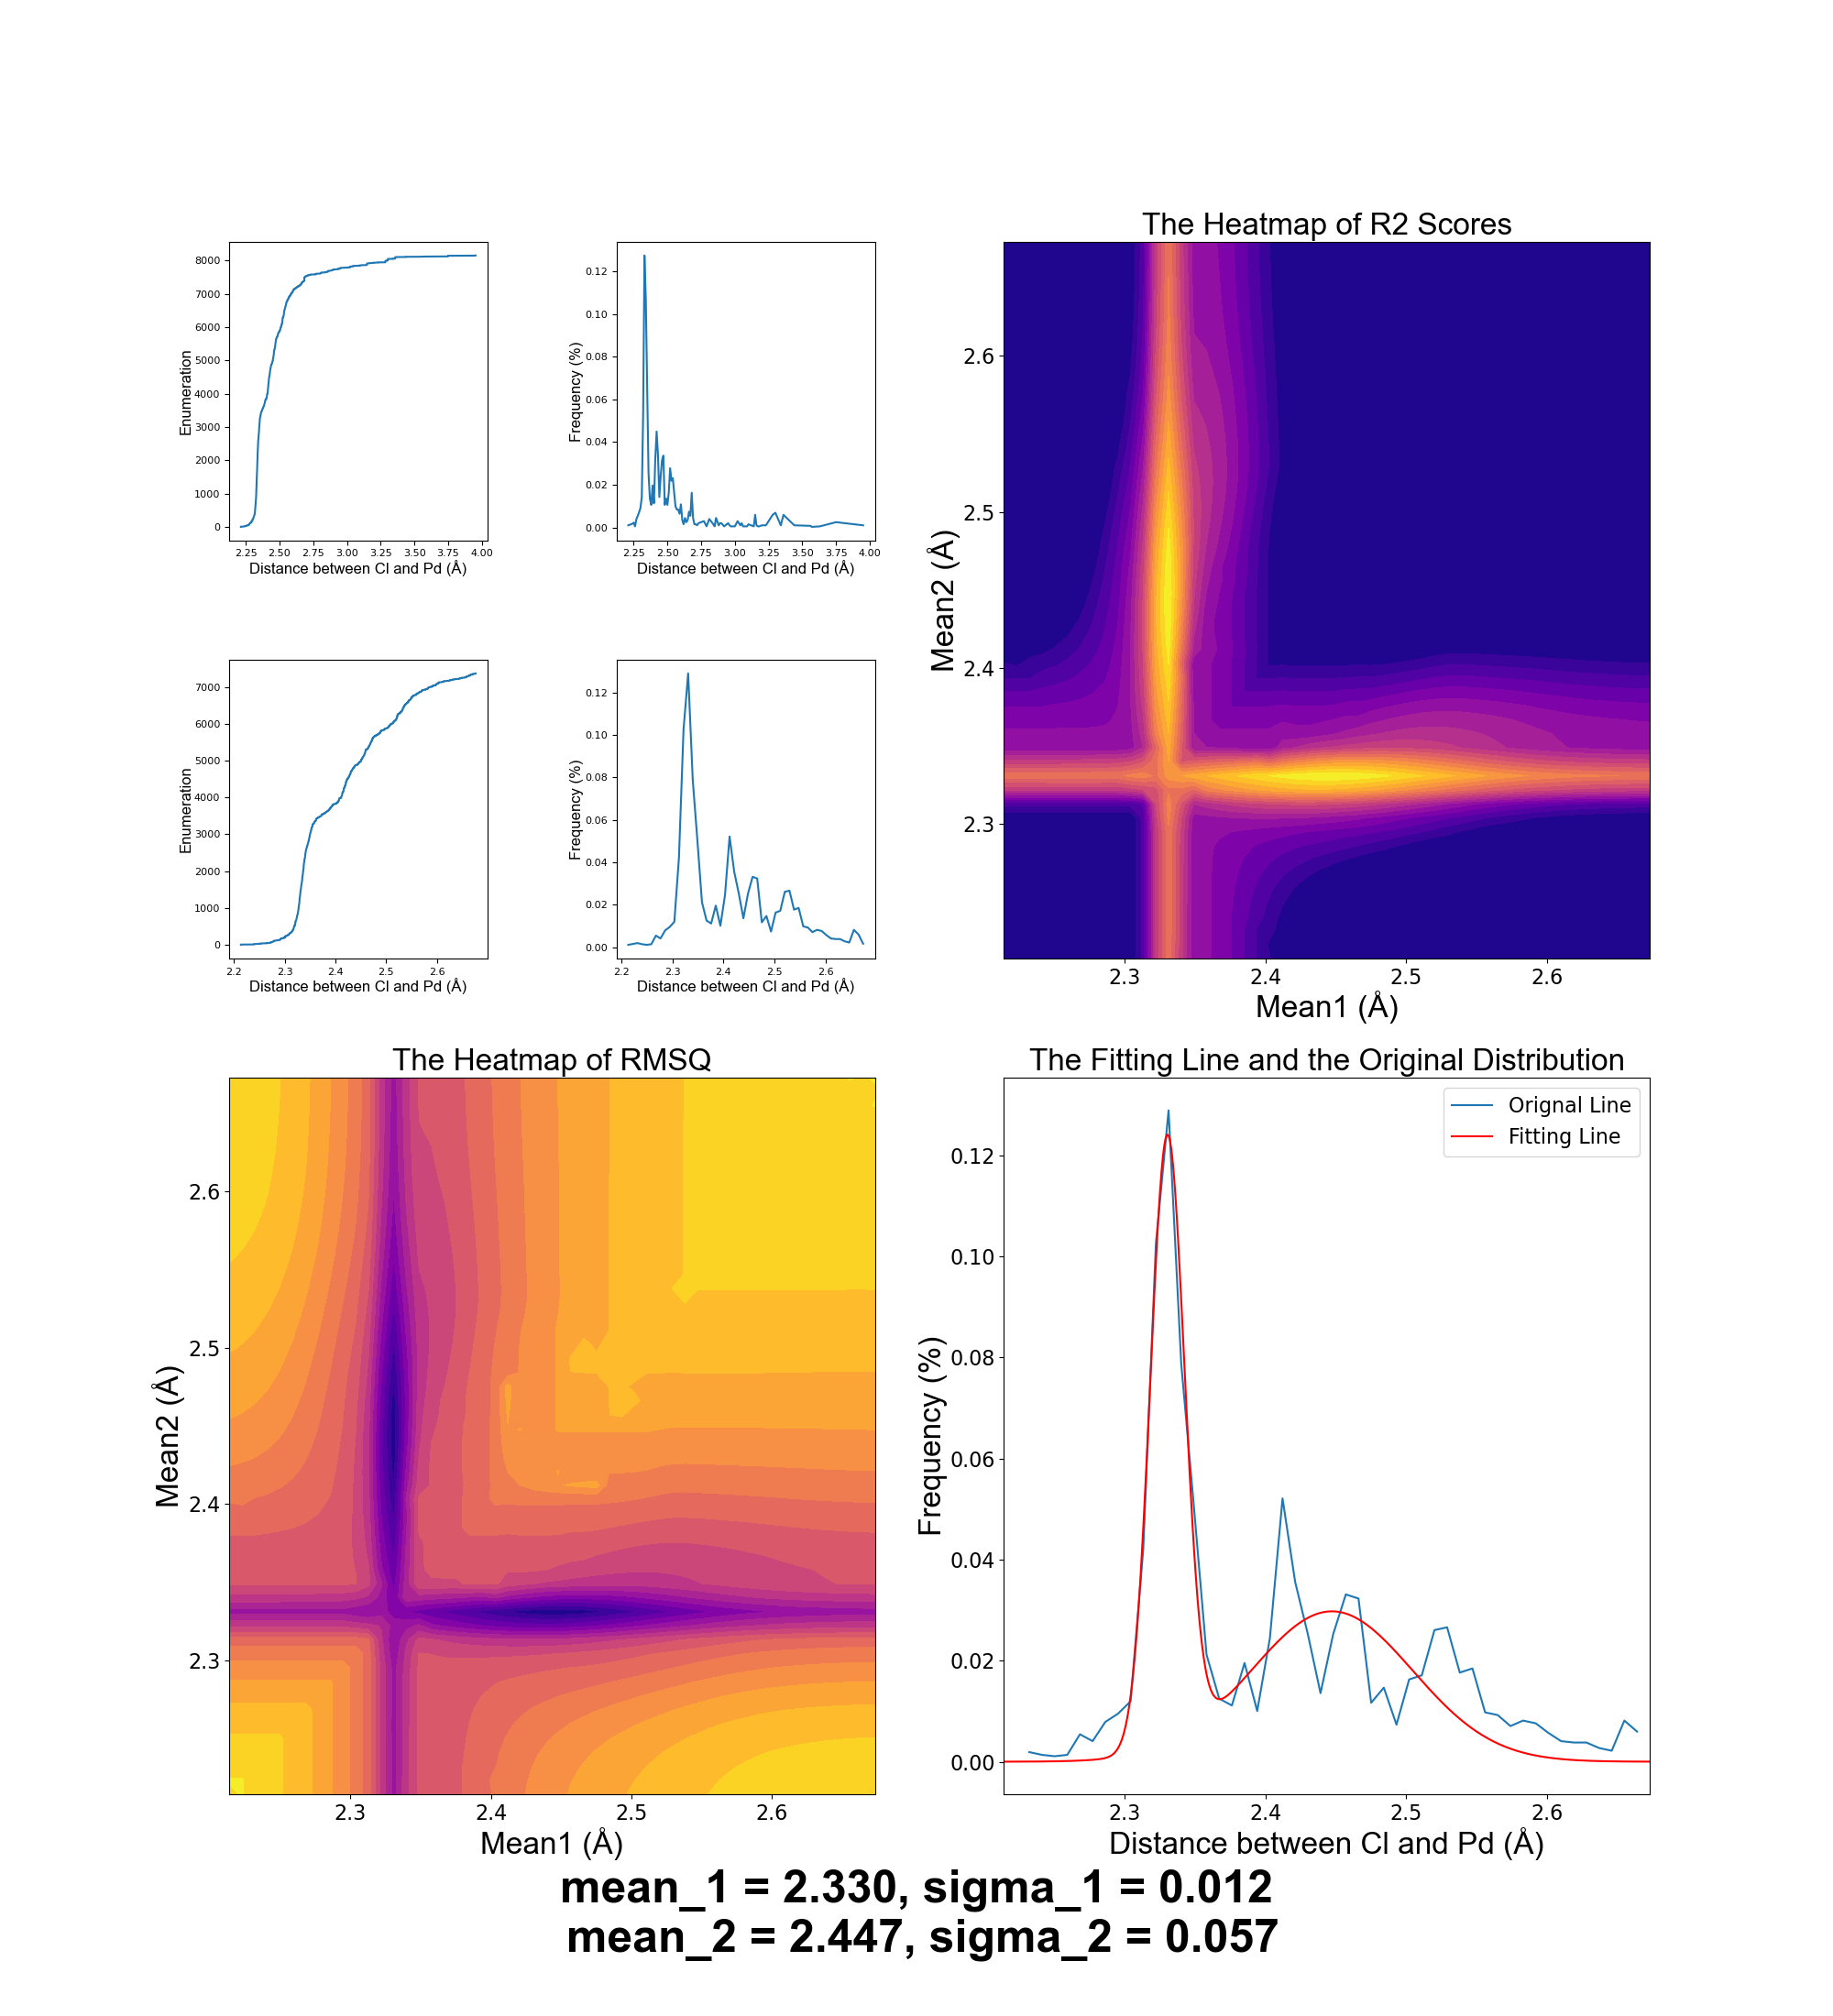 The Heatmap of R2 Scores
8000
7000
6000
5000
4000
3000
2000
1000
0
Enumeration
2.25 2.50 2.75 3.00 3.25 3.50 3.75 4.00
Distance between Cl and Pd (Å)
0.12
0.10
0.08
0.06
0.04
0.02
0.00
Frequency (%)
2.25 2.50 2.75 3.00 3.25 3.50 3.75 4.00
Distance between Cl and Pd (Å)
2.6
2.5
2.4
2.3
Mean2 (Å)
2.3 2.4 2.5 2.6
Mean1 (Å)
7000
6000
5000
4000
3000
2000
1000
0
Enumeration
2.2 2.3 2.4 2.5 2.6
Distance between Cl and Pd (Å)
0.12
0.10
0.08
0.06
0.04
0.02
0.00
Frequency (%)
2.2 2.3 2.4 2.5 2.6
Distance between Cl and Pd (Å)
The Heatmap of RMSQ
2.6
2.5
2.4
2.3
Mean2 (Å)
2.3 2.4 2.5 2.6
Mean1 (Å)
The Fitting Line and the Original Distribution
Orignal Line
Fitting Line
0.12
0.10
0.08
0.06
0.04
0.02
0.00
Frequency (%)
2.3 2.4 2.5 2.6
Distance between Cl and Pd (Å)
mean_1 = 2.330, sigma_1 = 0.012
mean_2 = 2.447, sigma_2 = 0.057